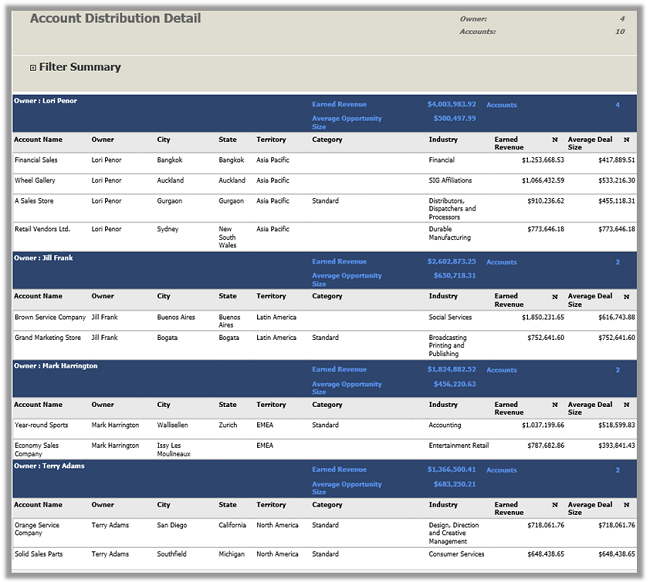 Account Distribution Detail
Owner: 4
Accounts: 10
Filter Summary
Owner : Lori Penor Earned Revenue $4,003,983.92 Accounts 4
Average Opportunity $500,497.99
Size
Account Name Owner City State Territory Category Industry Earned N Average Deal N
Revenue Size
Financial Sales Lori Penor Bangkok Bangkok Asia Pacific Financial $1,253,668.53 $417,889.51
Wheel Gallery Lori Penor Auckland Auckland Asia Pacific SIG Affiliations $1,066,432.59 $533,216.30
A Sales Store Lori Penor Gurgaon Gurgaon Asia Pacific Standard Distributors, $910,236.62 $455,118.31
Dispatchers and
Processors
Retail Vendors Ltd. Lori Penor Sydney New Asia Pacific Durable $773,646.18 $773,646.18
South Manufacturing
Wales
Owner : Jill Frank Earned Revenue $2,602,873.25 Accounts 2
Average Opportunity $650,718.31
Size
Account Name Owner City State Territory Category Industry Earned N Average Deal N
Revenue Size
Brown Service Company Jill Frank Buenos Aires Buenos Latin America Social Services $1,850,231.65 $616,743.88
Aires
Grand Marketing Store Jill Frank Bogata Bogata Latin America Standard Broadcasting $752,641.60 $752,641.60
Printing and
Publishing
Owner : Mark Harrington Earned Revenue $1,824,882.52 Accounts 2
Average Opportunity $456,220.63
Size
Account Name Owner City State Territory Category Industry Earned N Average Deal N
Revenue Size
Year-round Sports Mark Harrington Wallisellen Zurich EMEA Standard Accounting $1,037,199.66 $518,599.83
Economy Sales Mark Harrington Issy Les EMEA Entertainment Retail $787,682.86 $393,841.43
Company Moulineaux
Owner : Terry Adams Earned Revenue $1,366,500.41 Accounts 2
Average Opportunity $683,250.21
Size
Account Name Owner City State Territory Category Industry Earned N Average Deal N
Revenue Size
Orange Service Terry Adams San Diego California North America Standard Design, Direction $718,061.76 $718,061.76
Company and Creative
Management
Solid Sales Parts Terry Adams Southfield Michigan North America Standard Consumer Services $648,438.65 $648,438.65